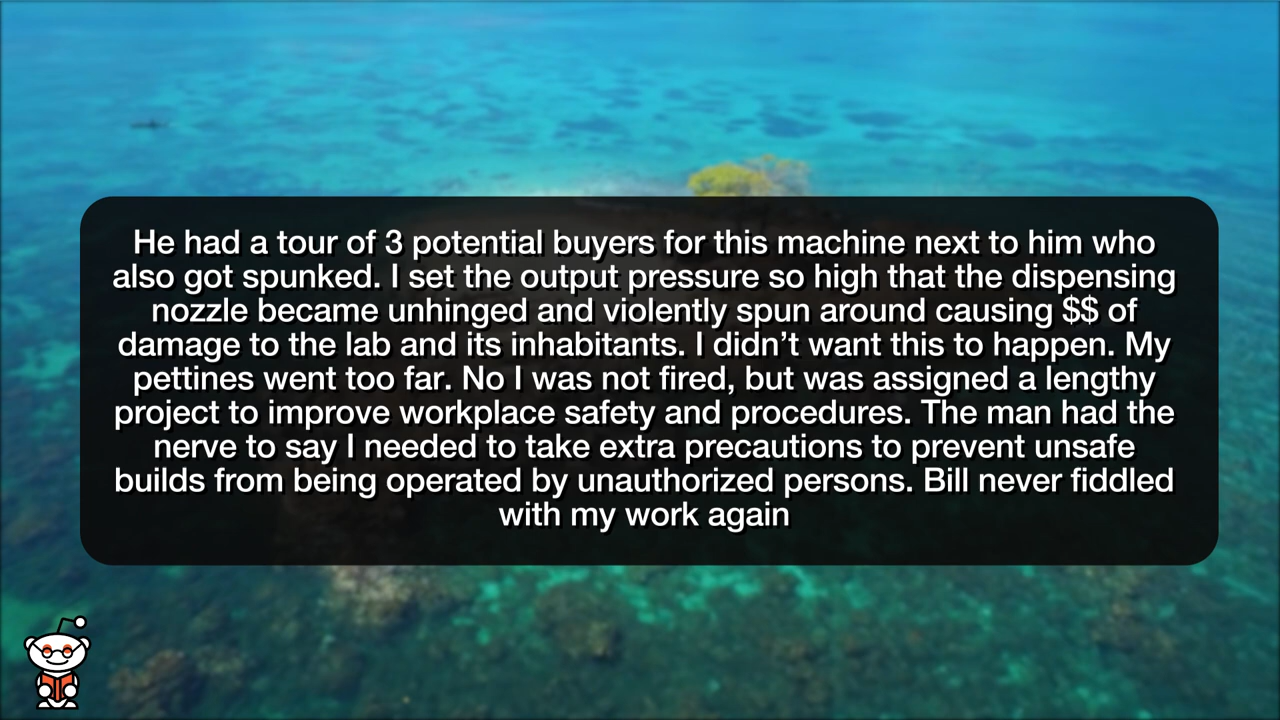 He had a tour of 3 potential buyers for this machine next to him who
also got spunked. I set the output pressure so high that the dispensing
nozzle became unhinged and violently spun around causing $$ of
damage to the lab and its inhabitants. I didn’t want this to happen. My
pettines went too far. No I was not fired, but was assigned a lengthy
project to improve workplace safety and procedures. The man had the
nerve to say I needed to take extra precautions to prevent unsafe
builds from being operated by unauthorized persons. Bill never fiddled
with my work again